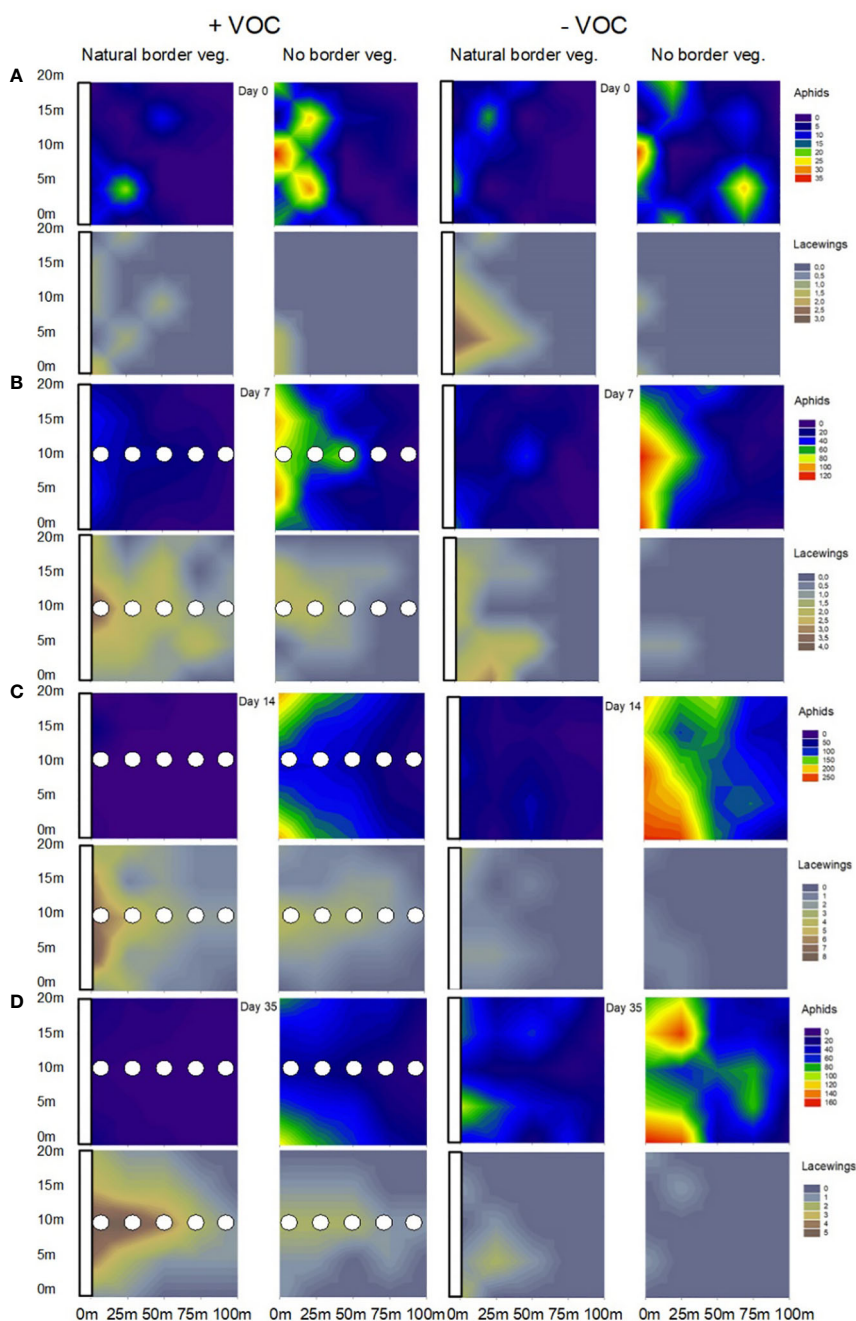 + VOC - VOC
Natural border veg. No border veg. Natural border veg. No border veg.
A
20m
15m
10m
5m
0m
Day 0
Day 0
Aphids
0
5
10
15
20
25
30
35
20m
15m
10m
5m
0m
Lacewings
0,0
0,5
1,0
1,5
2,0
2,5
3,0
B
20m
15m
10m
5m
0m
Day 7
Day 7
Aphids
0
20
40
60
80
100
120
20m
15m
10m
5m
0m
Lacewings
0,0
0,5
1,0
1,5
2,0
2,5
3,0
3,5
4,0
C
20m
15m
10m
5m
0m
Day 14
Day 14
Aphids
0
50
100
150
200
250
20m
15m
10m
5m
0m
Lacewings
0
1
2
3
4
5
6
7
8
D
20m
15m
10m
5m
0m
Day 35
Day 35
Aphids
0
20
40
60
80
100
120
140
160
20m
15m
10m
5m
0m
Lacewings
0
1
2
3
4
5
0m 25m 50m 75m 100m 0m 25m 50m 75m 100m 0m 25m 50m 75m 100m 0m 25m 50m 75m 100m